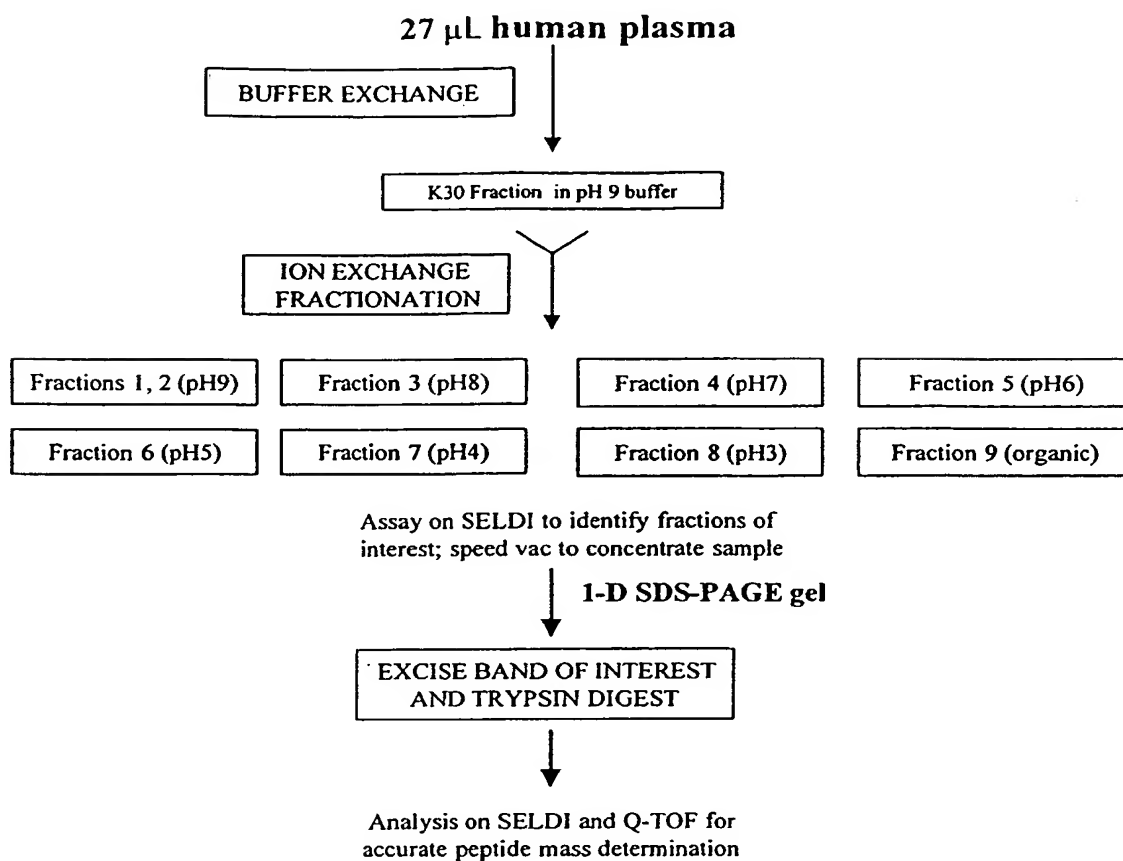 27 μL human plasma
BUFFER EXCHANGE
K30 Fraction in pH 9 buffer
ION EXCHANGE
FRACTIONATION
Fractions 1, 2 (pH9)
Fraction 3 (pH8)
Fraction 4 (pH7)
Fraction 5 (pH6)
Fraction 6 (pH5)
Fraction 7 (pH4)
Fraction 8 (pH3)
Fraction 9 (organic)
Assay on SELDI to identify fractions of
interest; speed vac to concentrate sample
1-D SDS-PAGE gel
EXCISE BAND OF INTEREST
AND TRYPSIN DIGEST
Analysis on SELDI and Q-TOF for
accurate peptide mass determination